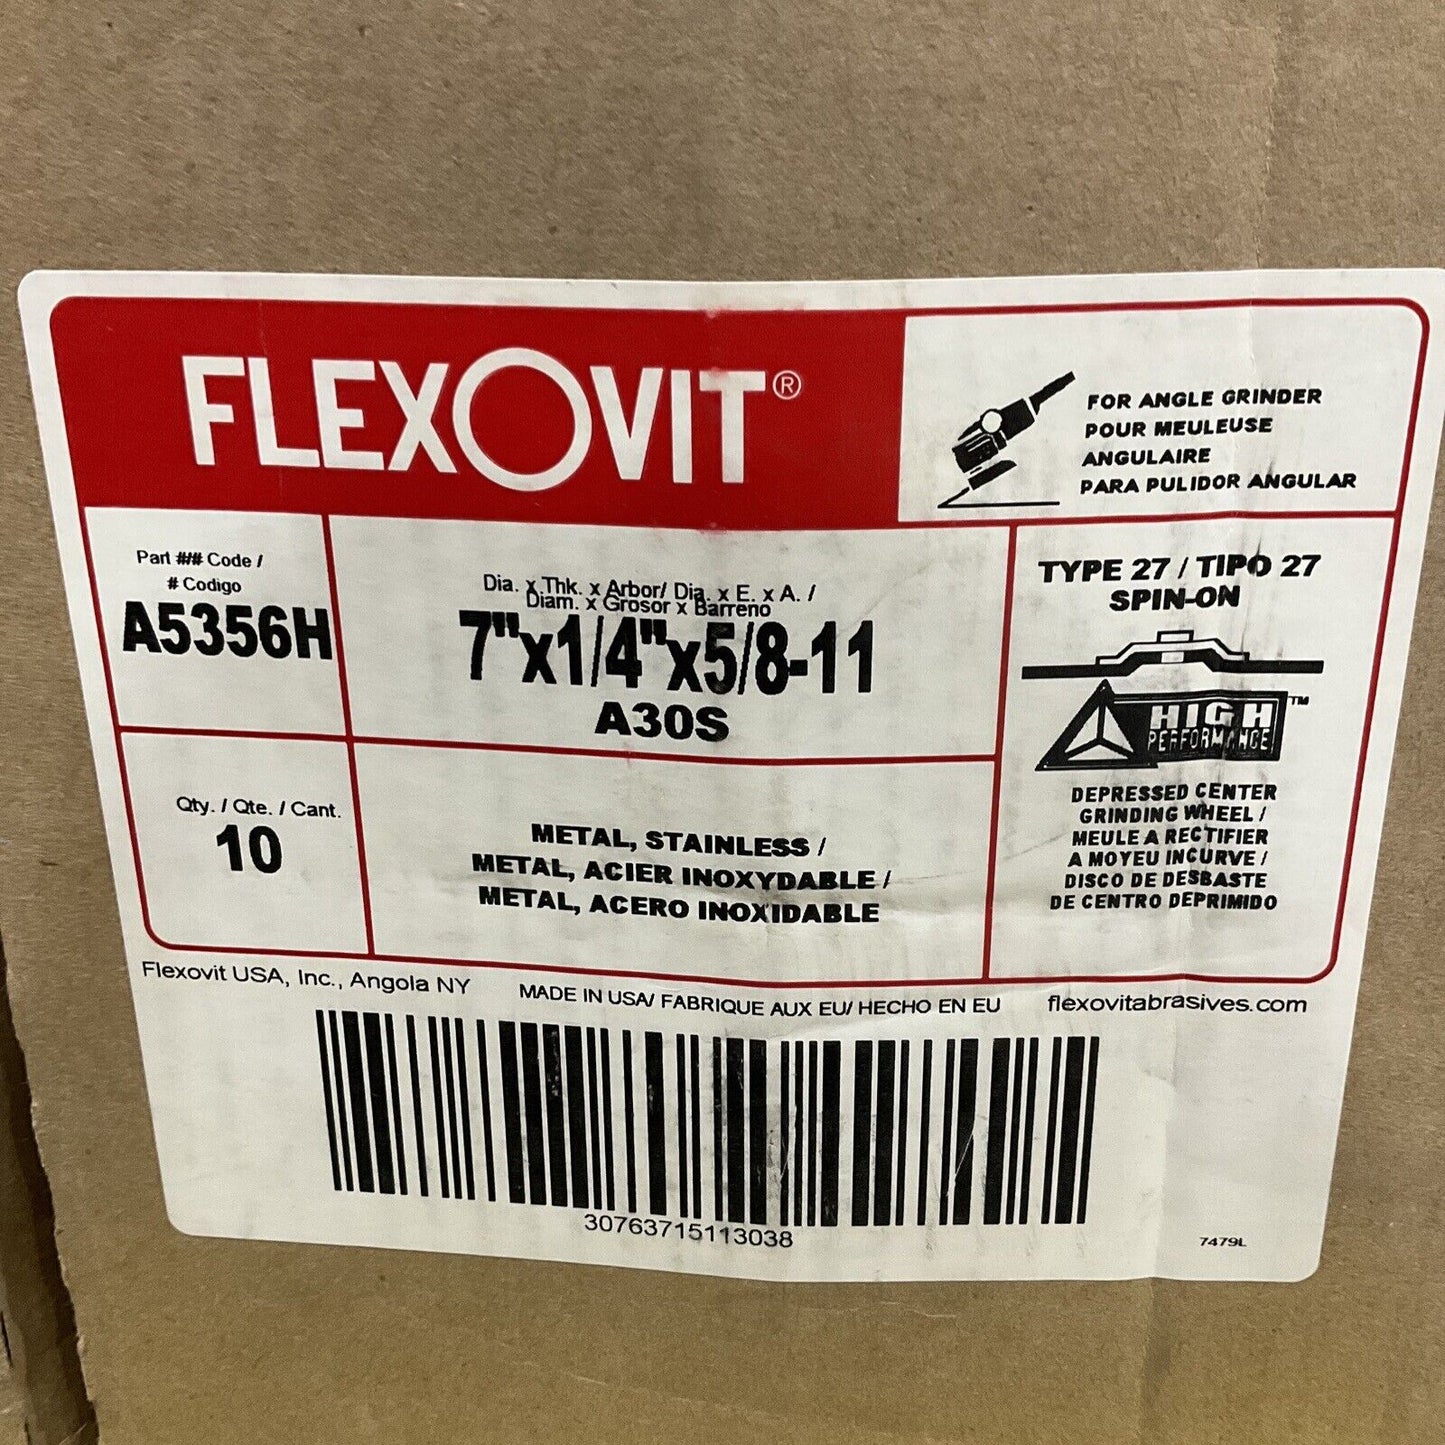 FLEXOVIT®
FOR ANGLE GRINDER
POUR MEULEUSE
ANGULAIRE
PARA PULIDOR ANGULAR
Part ## Code /
# Codigo
A5356H
Dia. x Thk. x Arbor/ Dia. x E. x A. /
Diam. x Grosor x Barreno
7"x1/4"x5/8-11
A30S
TYPE 27 / TIPO 27
SPIN-ON
HIGH
PERFORMANCE
TM
DEPRESSED CENTER
GRINDING WHEEL /
MEULE A RECTIFIER
A MOYEU INCURVE /
DISCO DE DESBASTE
DE CENTRO DEPRIMIDO
Qty. / Qte. / Cant.
10
METAL, STAINLESS /
METAL, ACIER INOXYDABLE /
METAL, ACERO INOXIDABLE
Flexovit USA, Inc., Angola NY
MADE IN USA/ FABRIQUE AUX EU/ HECHO EN EU
flexovitabrasives.com
30763715113038
7479L